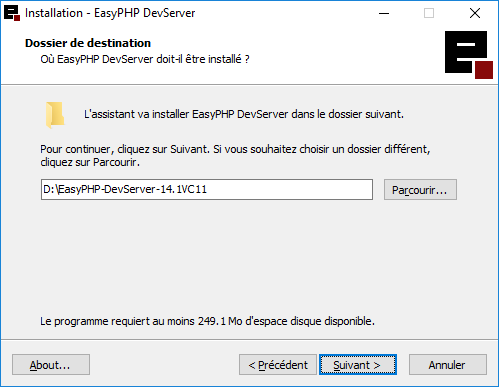 Installation - EasyPHP DevServer
Dossier de destination
Où EasyPHP DevServer doit-il être installé ?
L'assistant va installer EasyPHP DevServer dans le dossier suivant.
Pour continuer, cliquez sur Suivant. Si vous souhaitez choisir un dossier différent,
cliquez sur Parcourir.
D:\EasyPHP-DevServer-14.1VC11
Parcourir...
Le programme requiert au moins 249.1 Mo d'espace disque disponible.
About...
< Précédent
Suivant >
Annuler